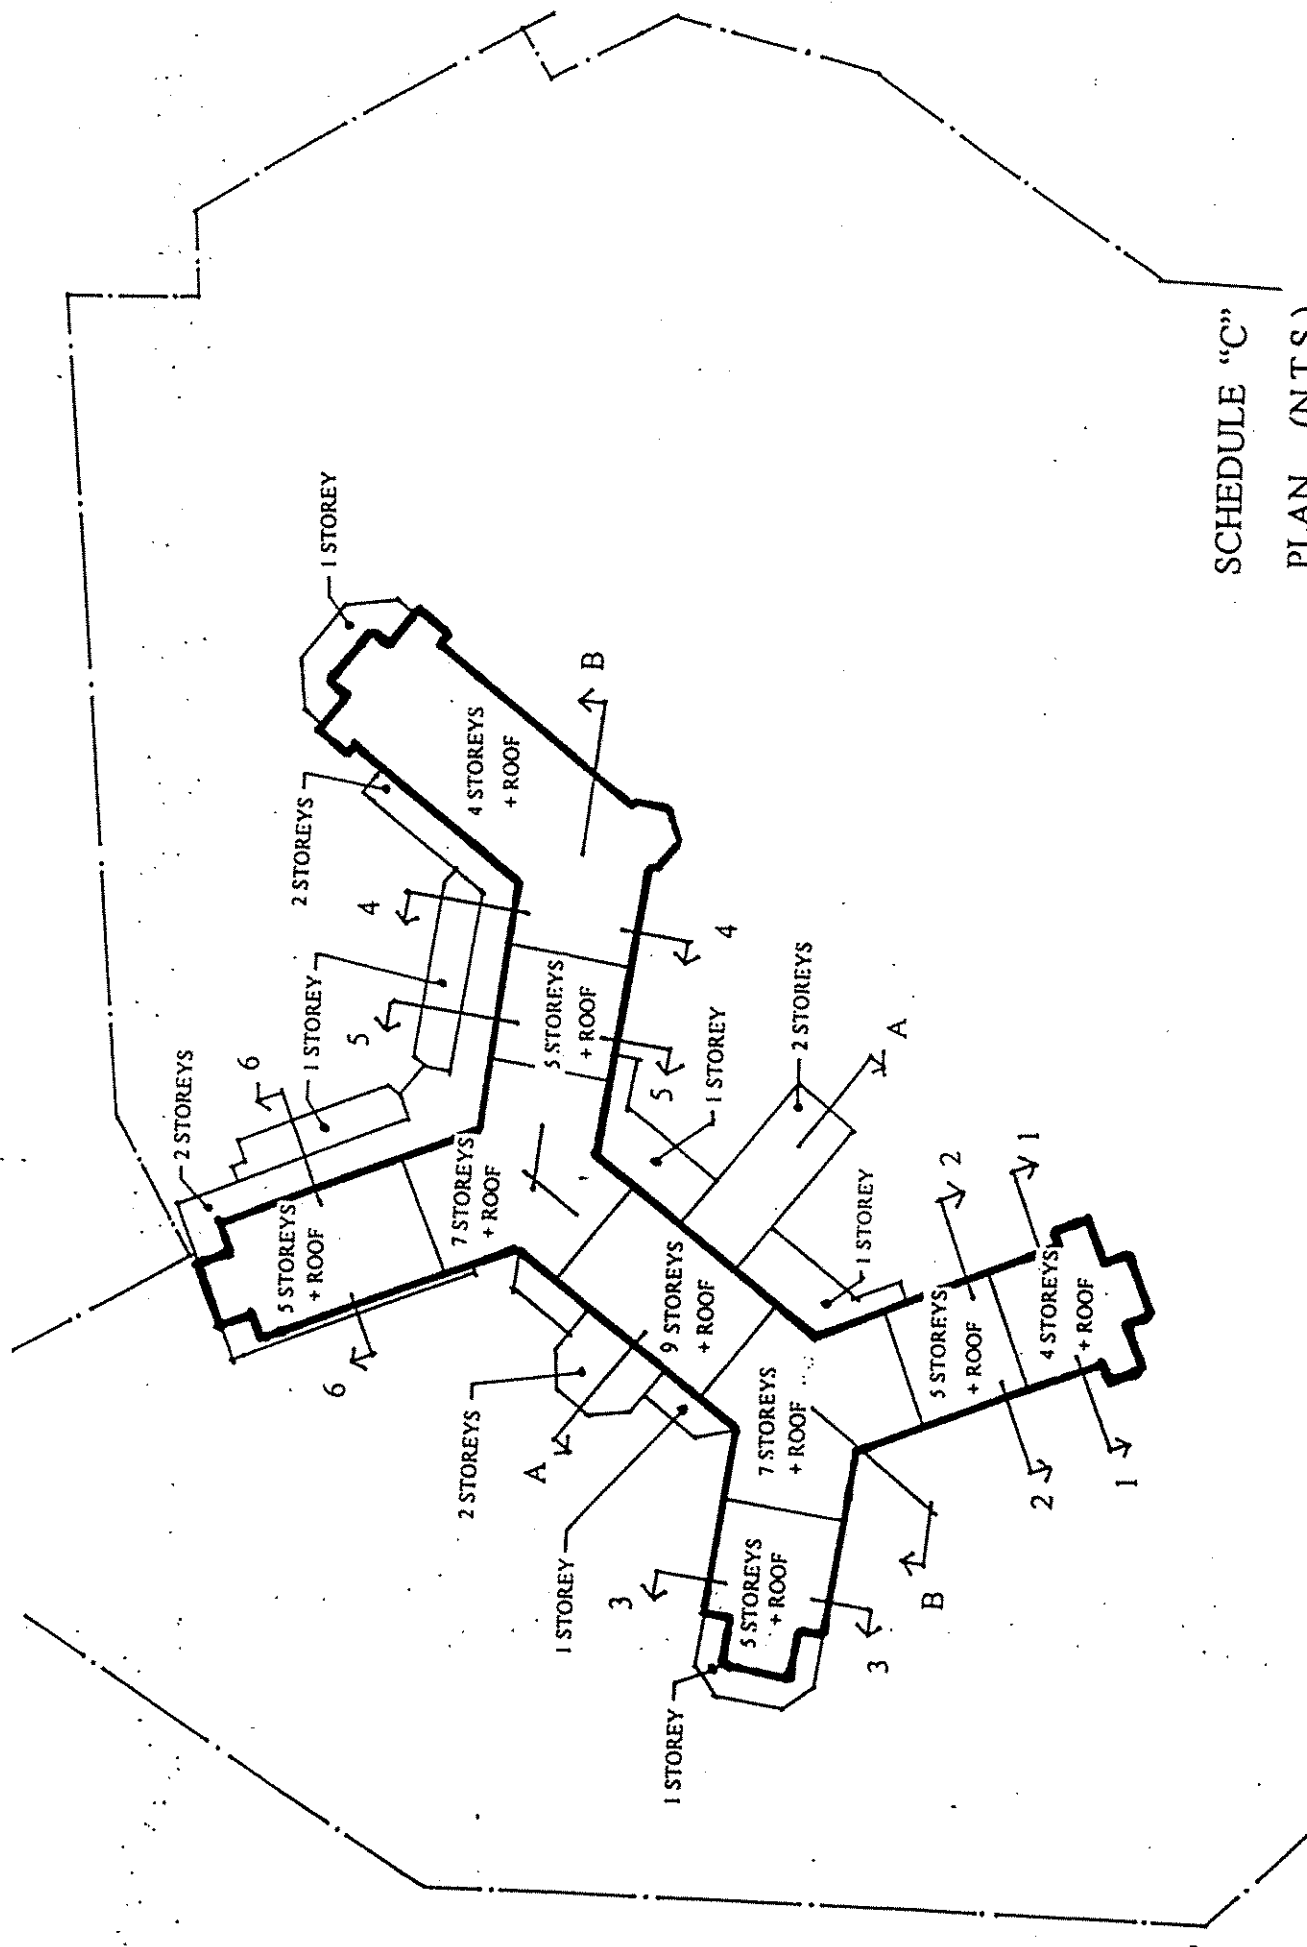 1 STOREY
B
4 STOREYS
+ ROOF
2 STOREYS
4
4
1 STOREY
5
5 STOREYS
+ ROOF
5
1 STOREY
2 STOREYS
A
2 STOREYS
6
7 STOREYS
+ ROOF
5 STOREYS
+ ROOF
6
9 STOREYS
+ ROOF
1 STOREY
2
1
5 STOREYS
+ ROOF
4 STOREYS
+ ROOF
2 STOREYS
A
7 STOREYS
+ ROOF
2
1
1 STOREY
3
5 STOREYS
+ ROOF
B
3
1 STOREY
SCHEDULE “C”
PLAN (N.T.S.)